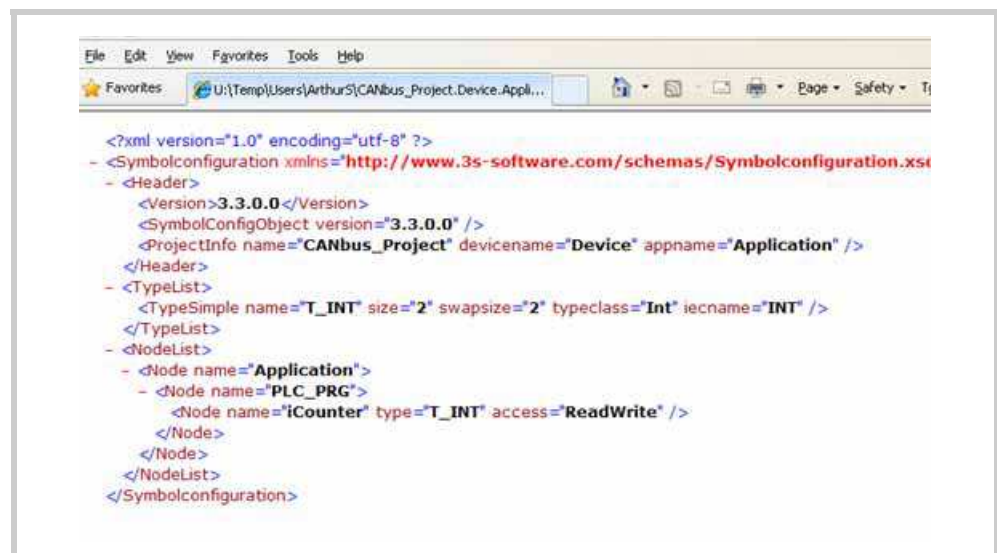 File Edit View Favorites Tools Help
Favorites U:\Temp\Users\ArthurS\CANbus_Project.Device.Appli... Page Safety
<?xml version="1.0" encoding="utf-8" ?>
- <Symbolconfiguration xmlns="http://www.3s-software.com/schemas/Symbolconfiguration.xsd
- <Header>
<Version>3.3.0.0</Version>
<SymbolConfigObject version="3.3.0.0" />
<ProjectInfo name="CANbus_Project" devicename="Device" appname="Application" />
</Header>
- <TypeList>
<TypeSimple name="T_INT" size="2" swapsize="2" typeclass="Int" iecname="INT" />
</TypeList>
- <NodeList>
- <Node name="Application">
- <Node name="PLC_PRG">
<Node name="iCounter" type="T_INT" access="ReadWrite" />
</Node>
</Node>
</NodeList>
</Symbolconfiguration>